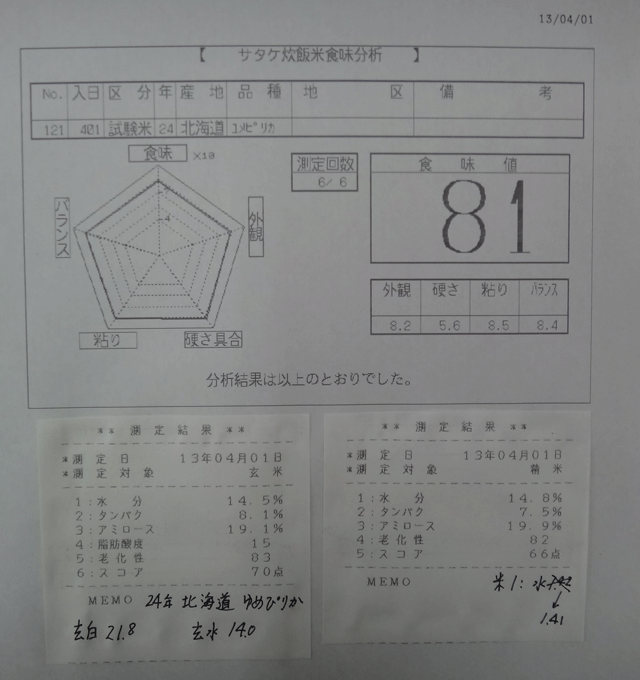 13/04/01
【 サタケ炊飯米食味分析 】
No. 入日 区分 年 産地 品種 地区 備考
121 401 試験米 24 北海道 ユメピリカ
食味 ×10
外観
硬さ具合
粘り
バランス
4
測定回数
6/ 6
食味値
81
外観 硬さ 粘り バランス
8.2 5.6 8.5 8.4
分析結果は以上のとおりでした。
** 測定結果 **
*測定日 13年04月01日
*測定対象 玄米
1:水分 14.5%
2:タンパク 8.1%
3:アミロース 19.1%
4:脂肪酸度 15
5:老化性 83
6:スコア 70点
MEMO 24年 北海道 ゆめぴりか
玄白 21.8 玄水 14.0
** 測定結果 **
*測定日 13年04月01日
*測定対象 精米
1:水分 14.8%
2:タンパク 7.5%
3:アミロース 19.9%
4:老化性 82
5:スコア 66点
MEMO 米1:水
1.41